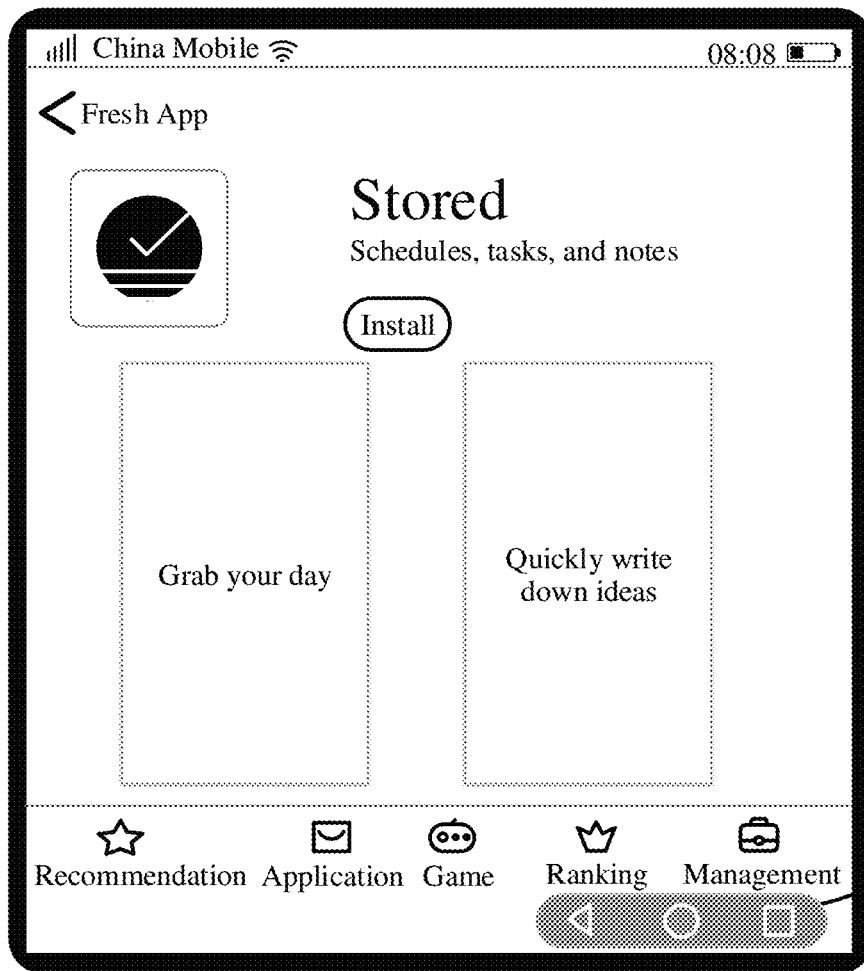 China Mobile 08:08
Fresh App
Stored
Schedules, tasks, and notes
Install
Grab your day
Quickly write
down ideas
Recommendation Application Game Ranking Management